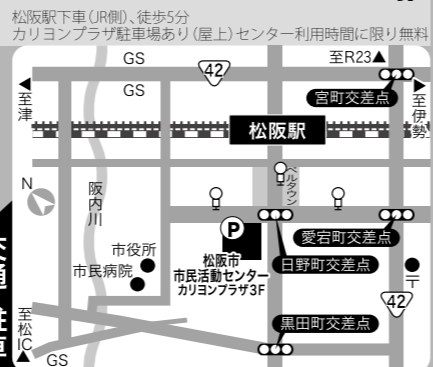 松阪駅下車(JR側)、徒歩5分
カリヨンプラザ駐車場あり(屋上)センター利用時間に限り無料
GS
42
至R23▲
GS
宮町交差点
至津
至伊勢
松阪駅
N
阪内川
ベルタウン
P
愛宕町交差点
市役所
松阪市
市民活動センター
カリヨンプラザ3F
日野町交差点
市民病院
〒
42
至松IC
黒田町交差点
GS